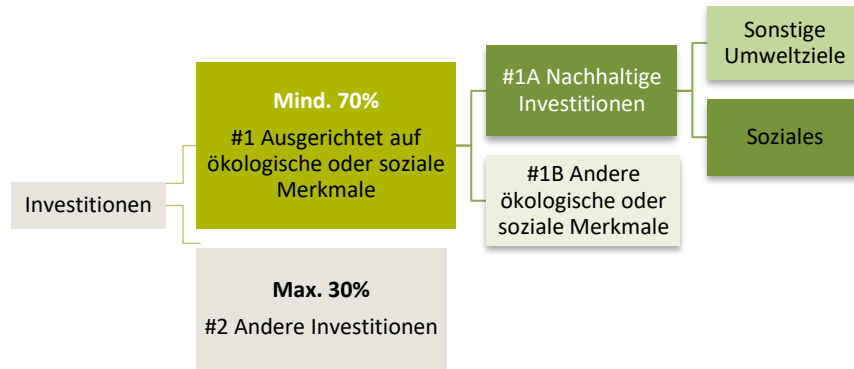 Investitionen
Mind. 70%
#1 Ausgerichtet auf
ökologische oder soziale
Merkmale
Max. 30%
#2 Andere Investitionen
#1A Nachhaltige
Investitionen
#1B Andere
ökologische oder
soziale Merkmale
Sonstige
Umweltziele
Soziales